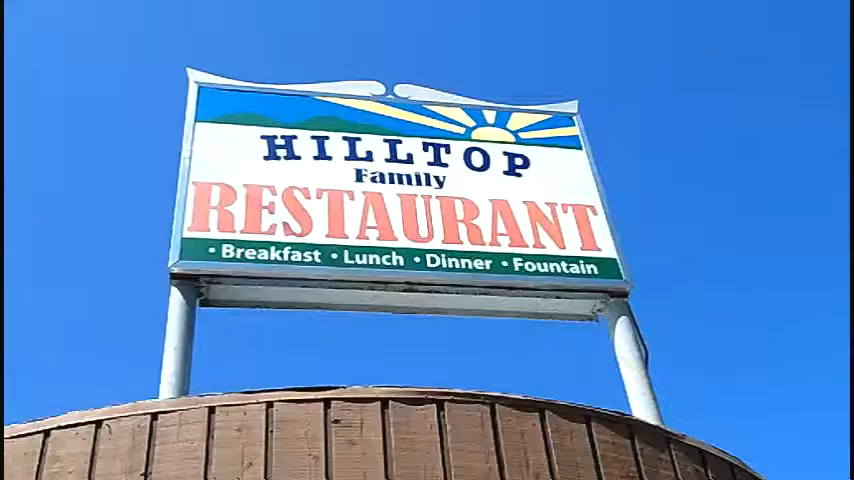 HILLTOP
Family
RESTAURANT
• Breakfast • Lunch • Dinner • Fountain